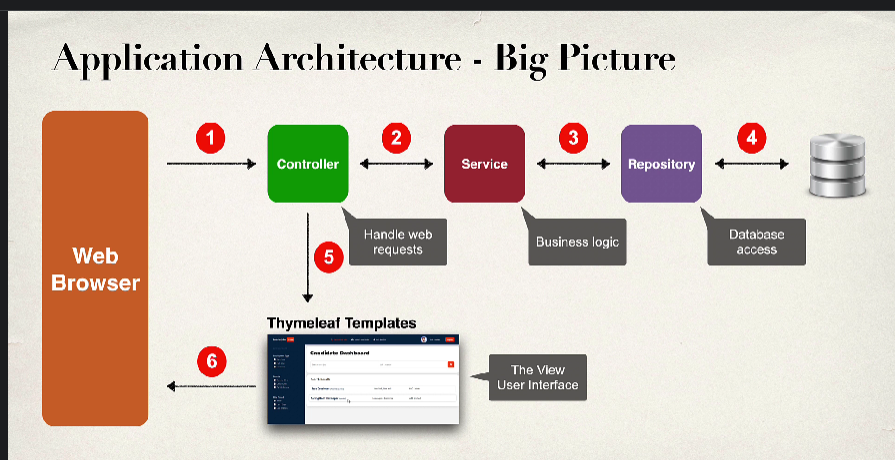 Application Architecture - Big Picture
1
2
3
4
Controller
Service
Repository
Handle web
requests
Business logic
Database
access
Web
Browser
5
Thymeleaf Templates
6
Candidate Dashboard
The View
User Interface